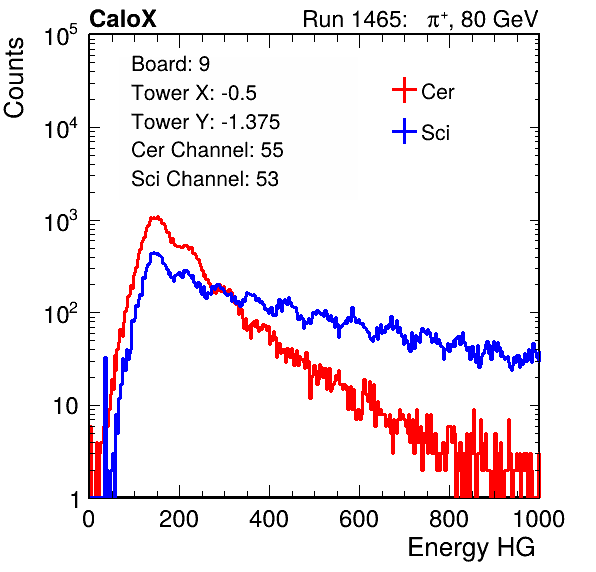 CaloX Run 1465: π⁺, 80 GeV
Board: 9
Tower X: -0.5
Tower Y: -1.375
Cer Channel: 55
Sci Channel: 53
Cer
Sci
Counts
10⁵
10⁴
10³
10²
10
1
0 200 400 600 800 1000
Energy HG